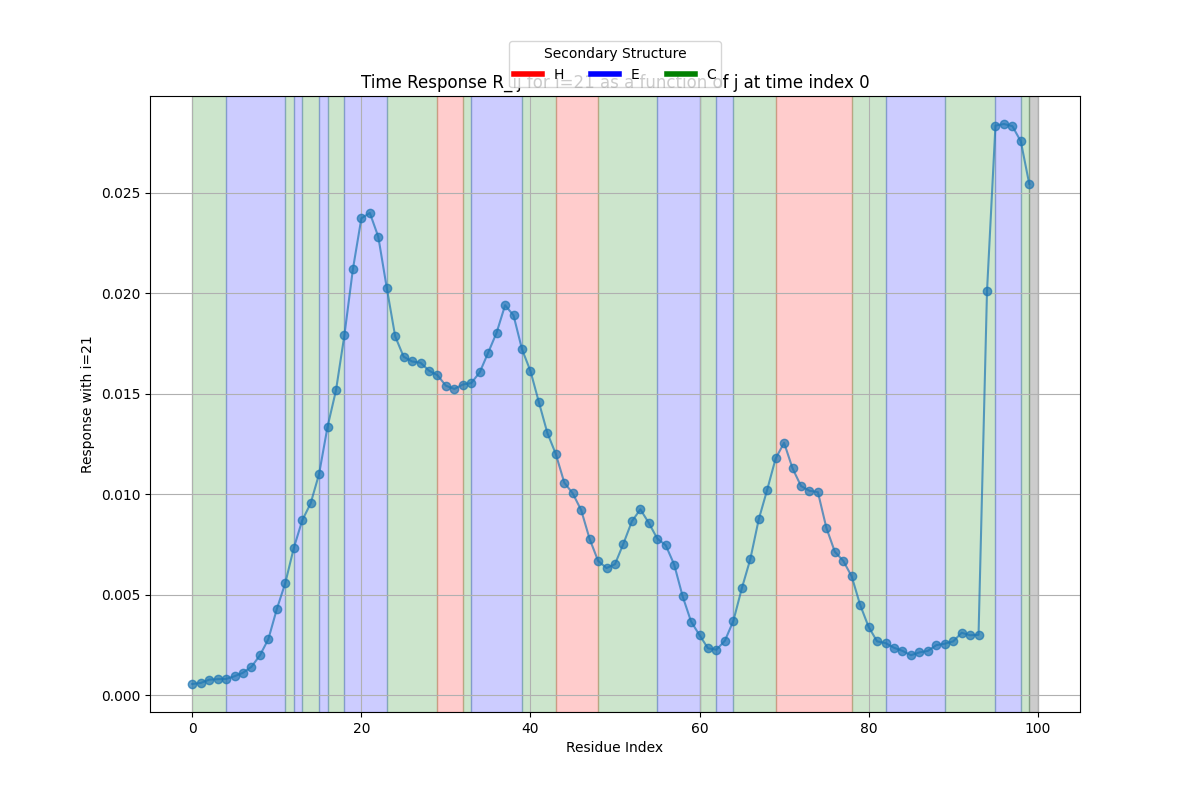 Secondary Structure
H E C
Time Response R_ij for i=21 as a function of j at time index 0
Response with i=21
0.025
0.020
0.015
0.010
0.005
0.000
0 20 40 60 80 100
Residue Index